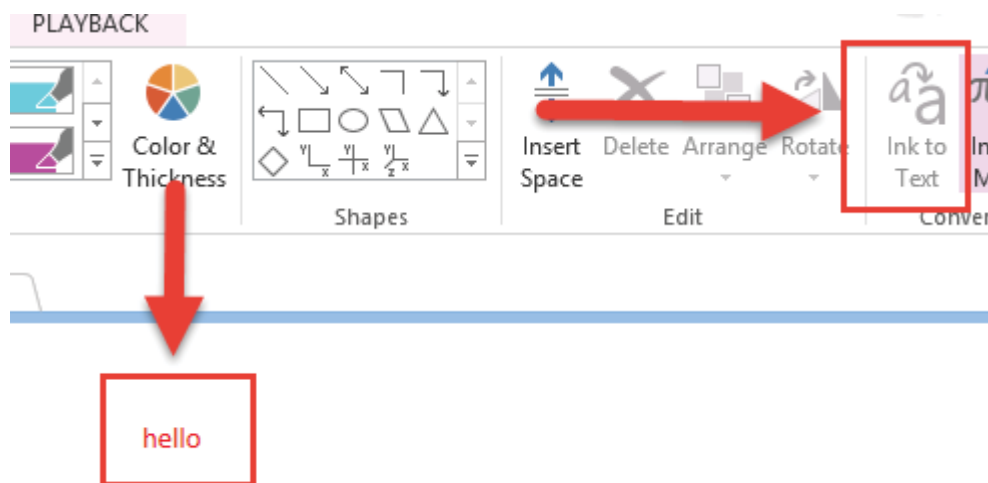 PLAYBACK
Color &
Thickness
Insert
Space
Delete
Arrange
Rotate
Ink to
Text
Shapes
Edit
hello